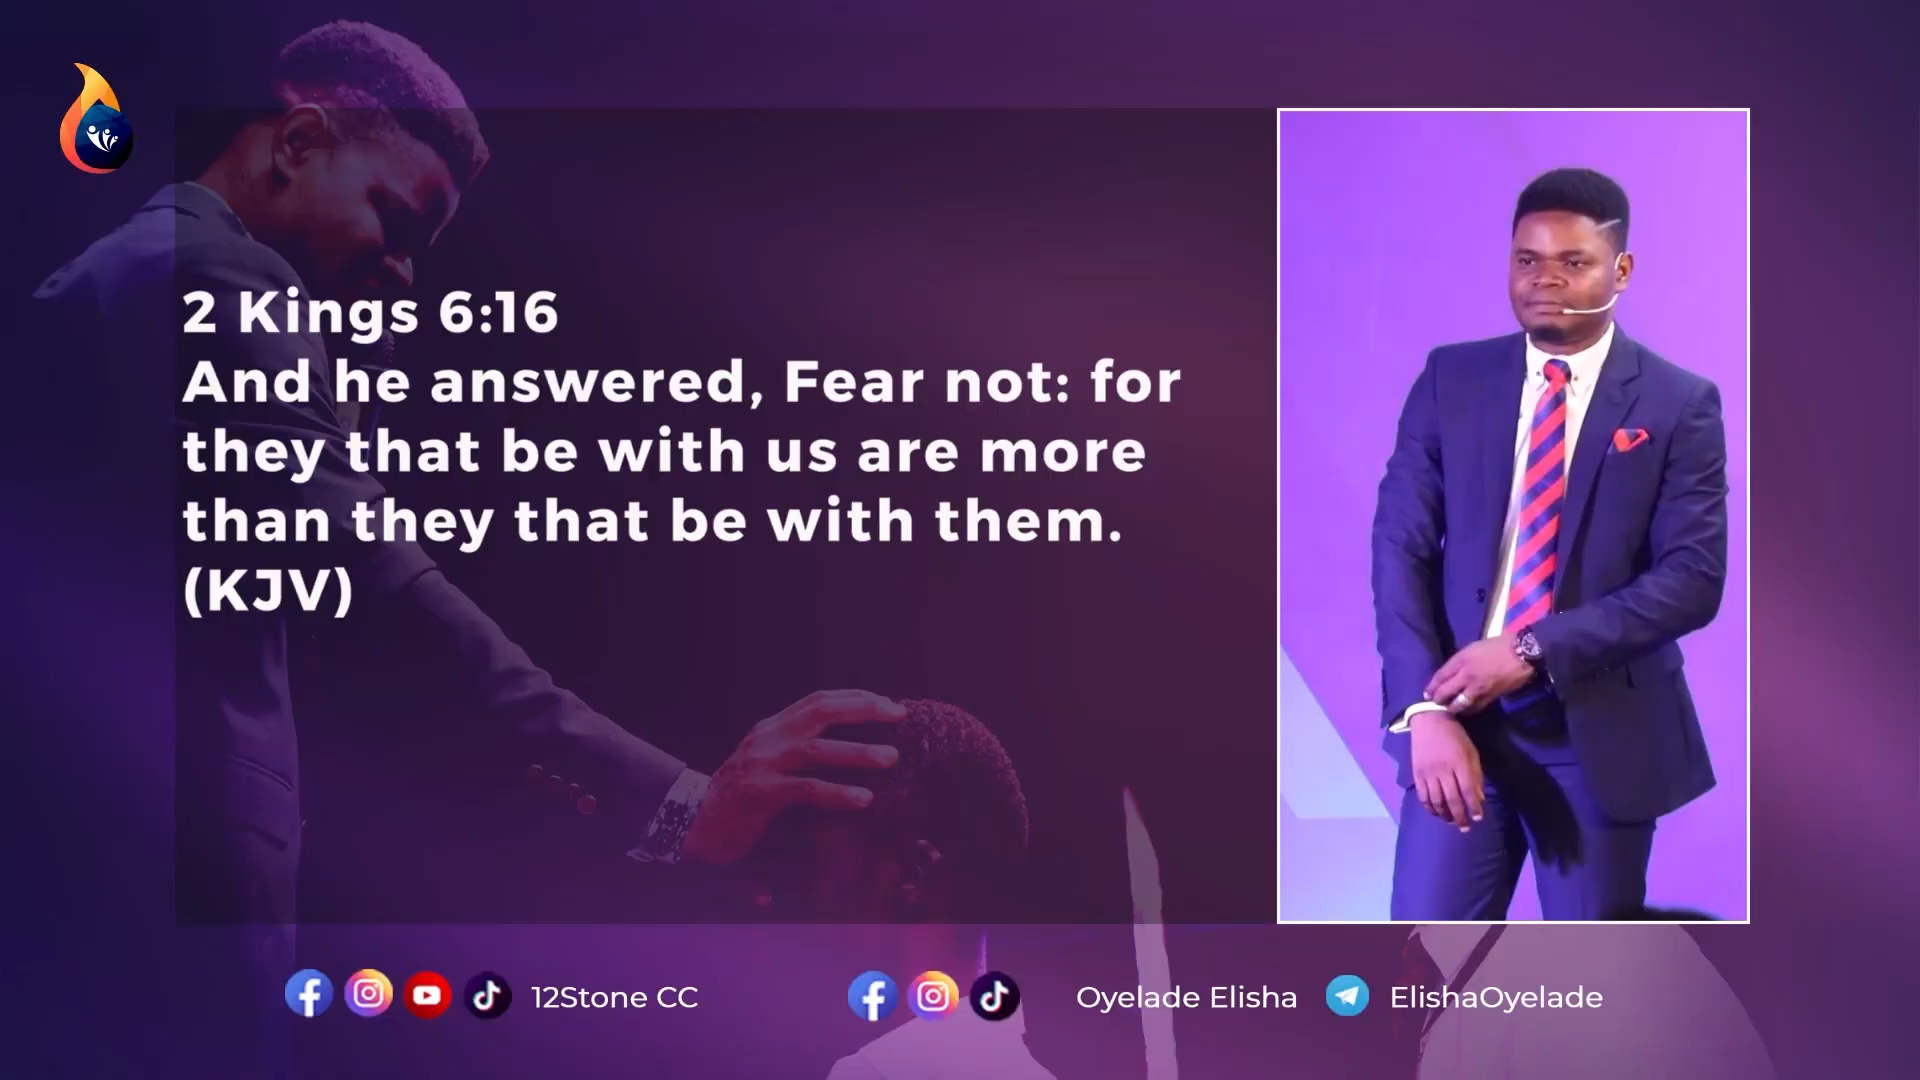 2 Kings 6:16
And he answered, Fear not: for
they that be with us are more
than they that be with them.
(KJV)
12Stone CC
Oyelade Elisha
ElishaOyelade